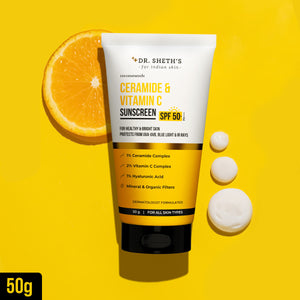 DR. SHETH'S
- for indian skin -
CERAMIDE &
VITAMIN C
SUNSCREEN SPF 50+
FOR HEALTHY & BRIGHT SKIN
PROTECTS FROM UVA-UVB, BLUE LIGHT & IR RAYS
1% Ceramide Complex
2% Vitamin C Complex
1% Hyaluronic Acid
Mineral & Organic Filters
DERMATOLOGIST FORMULATED
50 g | FOR ALL SKIN TYPES
50g